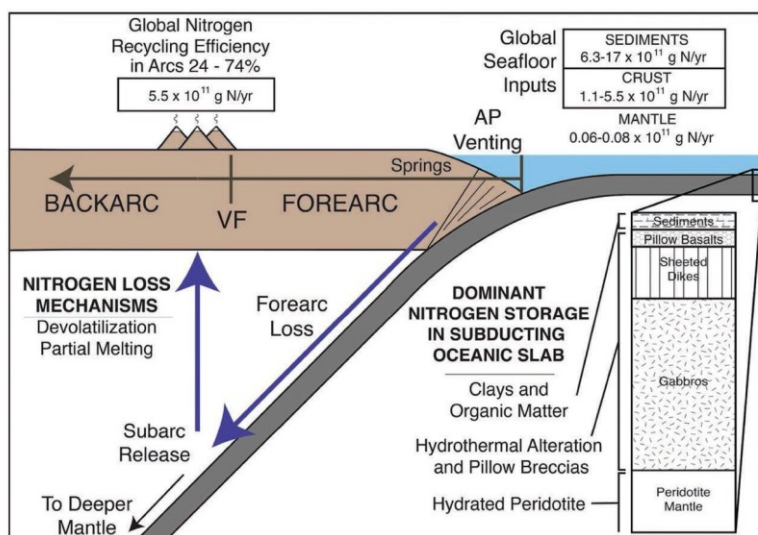 Global Nitrogen
Recycling Efficiency
in Arcs 24 - 74%
5.5 x 10¹¹ g N/yr
Global
Seafloor
Inputs
SEDIMENTS
6.3-17 x 10¹¹ g N/yr
CRUST
1.1-5.5 x 10¹¹ g N/yr
MANTLE
0.06-0.08 x 10¹¹ g N/yr
AP
Venting
Springs
BACKARC
VF
FOREARC
NITROGEN LOSS
MECHANISMS
Devolatilization
Partial Melting
Forearc
Loss
Subarc
Release
To Deeper
Mantle
DOMINANT
NITROGEN STORAGE
IN SUBDUCTING
OCEANIC SLAB
Clays and
Organic Matter
Hydrothermal Alteration
and Pillow Breccias
Hydrated Peridotite
Sediments
Pillow Basalts
Sheeted
Dikes
Gabbros
Peridotite
Mantle